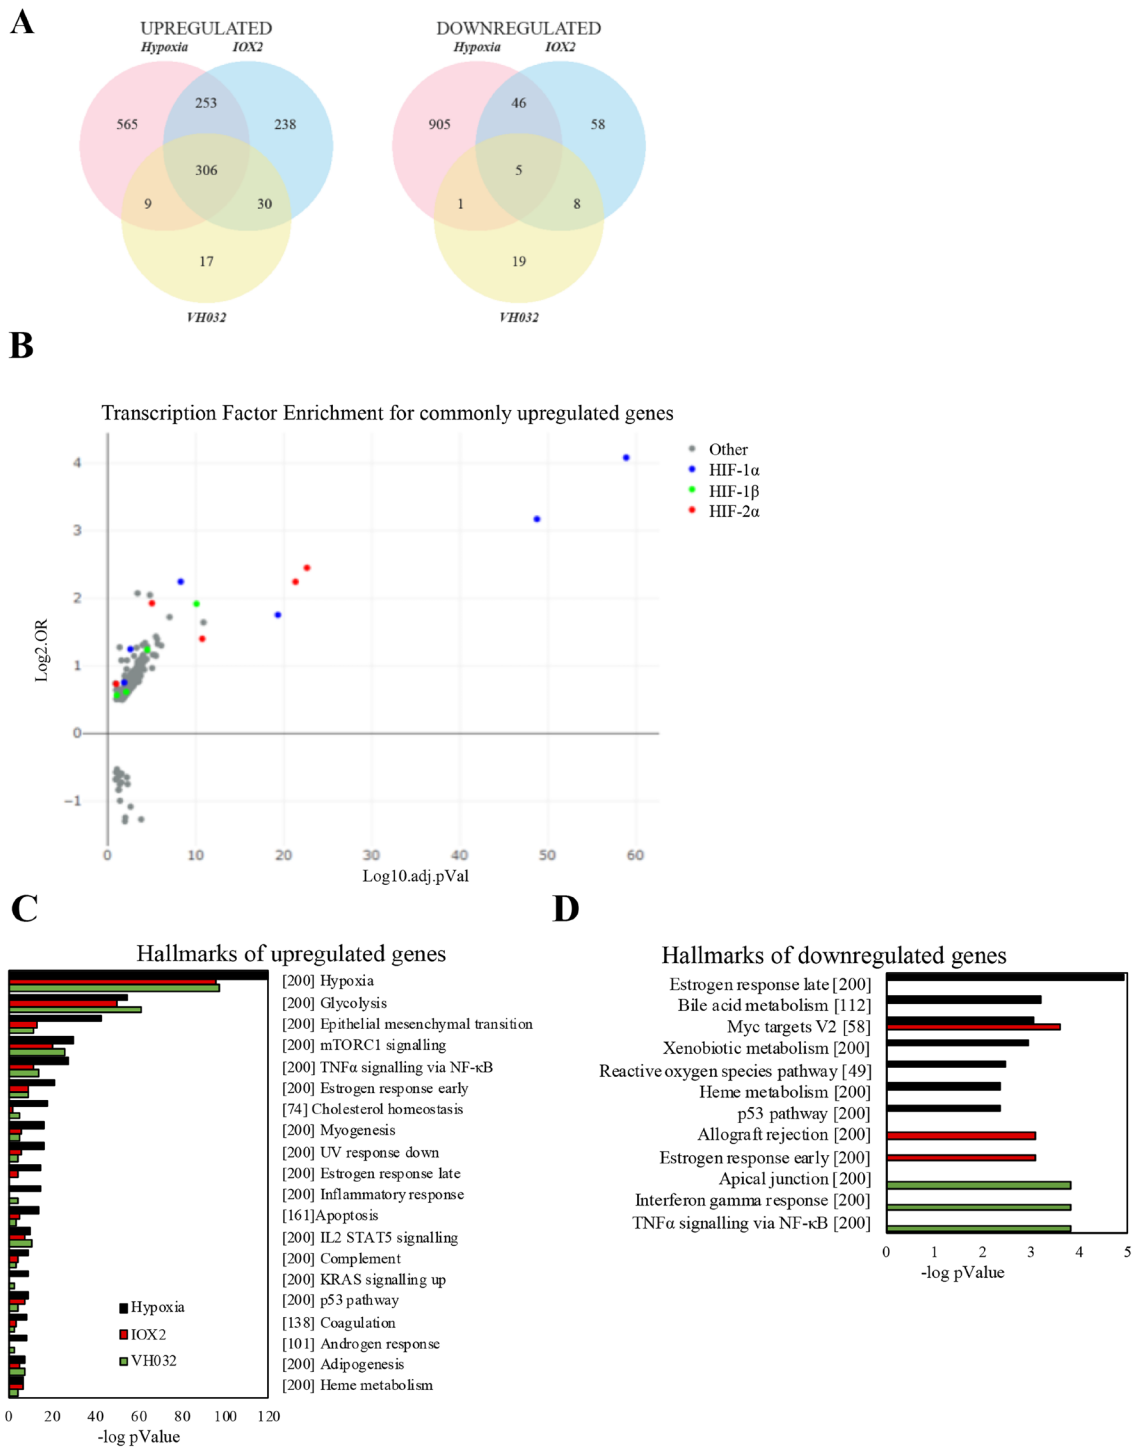 A
UPREGULATED
Hypoxia IOX2
565 253 238
306
9 30
17
VH032
DOWNREGULATED
Hypoxia IOX2
905 46 58
5
1 8
19
VH032
B
Transcription Factor Enrichment for commonly upregulated genes
Other
HIF-1α
HIF-1β
HIF-2α
4
3
2
1
0
−1
Log2.OR
0 10 20 30 40 50 60
Log10.adj.pVal
C
Hallmarks of upregulated genes
[200] Hypoxia
[200] Glycolysis
[200] Epithelial mesenchymal transition
[200] mTORC1 signalling
[200] TNFα signalling via NF-κB
[200] Estrogen response early
[74] Cholesterol homeostasis
[200] Myogenesis
[200] UV response down
[200] Estrogen response late
[200] Inflammatory response
[161]Apoptosis
[200] IL2 STAT5 signalling
[200] Complement
[200] KRAS signalling up
[200] p53 pathway
[138] Coagulation
[101] Androgen response
[200] Adipogenesis
[200] Heme metabolism
Hypoxia
IOX2
VH032
0 20 40 60 80 100 120
-log pValue
D
Hallmarks of downregulated genes
Estrogen response late [200]
Bile acid metabolism [112]
Myc targets V2 [58]
Xenobiotic metabolism [200]
Reactive oxygen species pathway [49]
Heme metabolism [200]
p53 pathway [200]
Allograft rejection [200]
Estrogen response early [200]
Apical junction [200]
Interferon gamma response [200]
TNFα signalling via NF-κB [200]
0 1 2 3 4 5
-log pValue